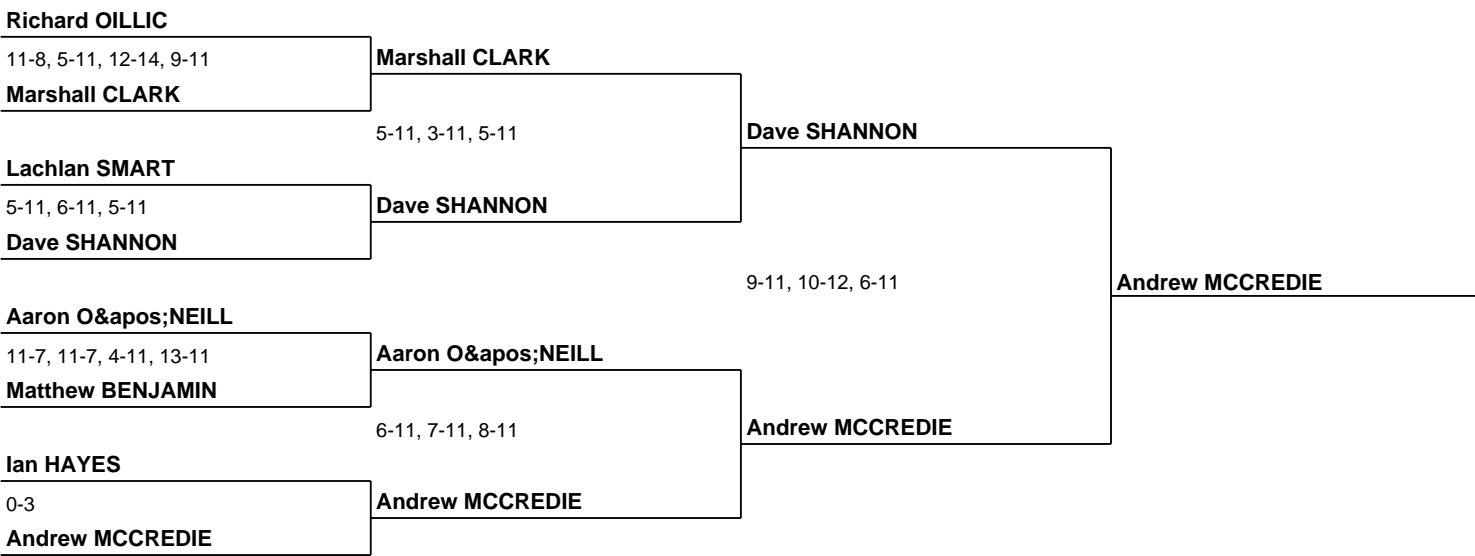 Richard OILLIC
11-8, 5-11, 12-14, 9-11
Marshall CLARK
Marshall CLARK
5-11, 3-11, 5-11
Dave SHANNON
Lachlan SMART
5-11, 6-11, 5-11
Dave SHANNON
Dave SHANNON
9-11, 10-12, 6-11
Andrew MCCREDIE
Aaron O&apos;NEILL
11-7, 11-7, 4-11, 13-11
Aaron O&apos;NEILL
Matthew BENJAMIN
6-11, 7-11, 8-11
Andrew MCCREDIE
Ian HAYES
0-3
Andrew MCCREDIE
Andrew MCCREDIE